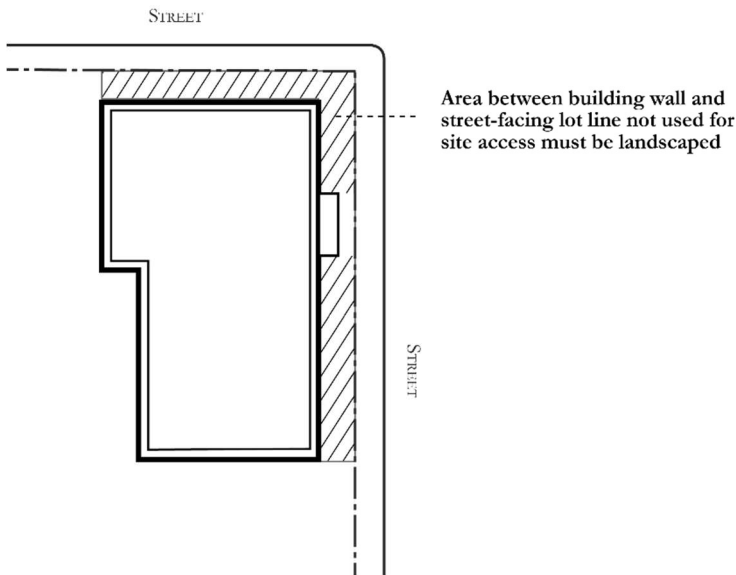 STREET
Area between building wall and
street-facing lot line not used for
site access must be landscaped
STREET